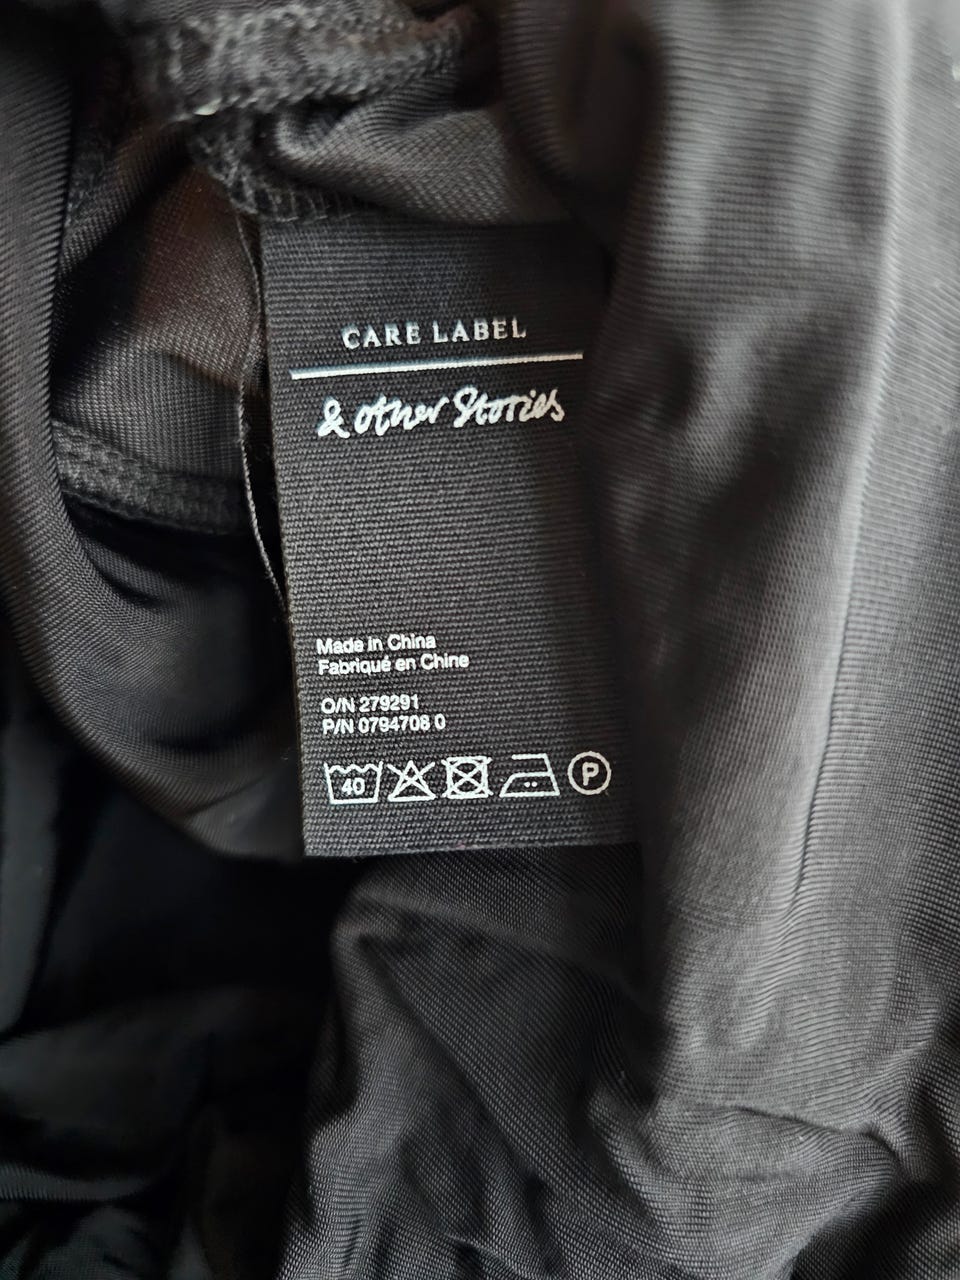 CARE LABEL
& other Stories
Made in China
Fabriqué en Chine
O/N 279291
P/N 0794708 0
40
P